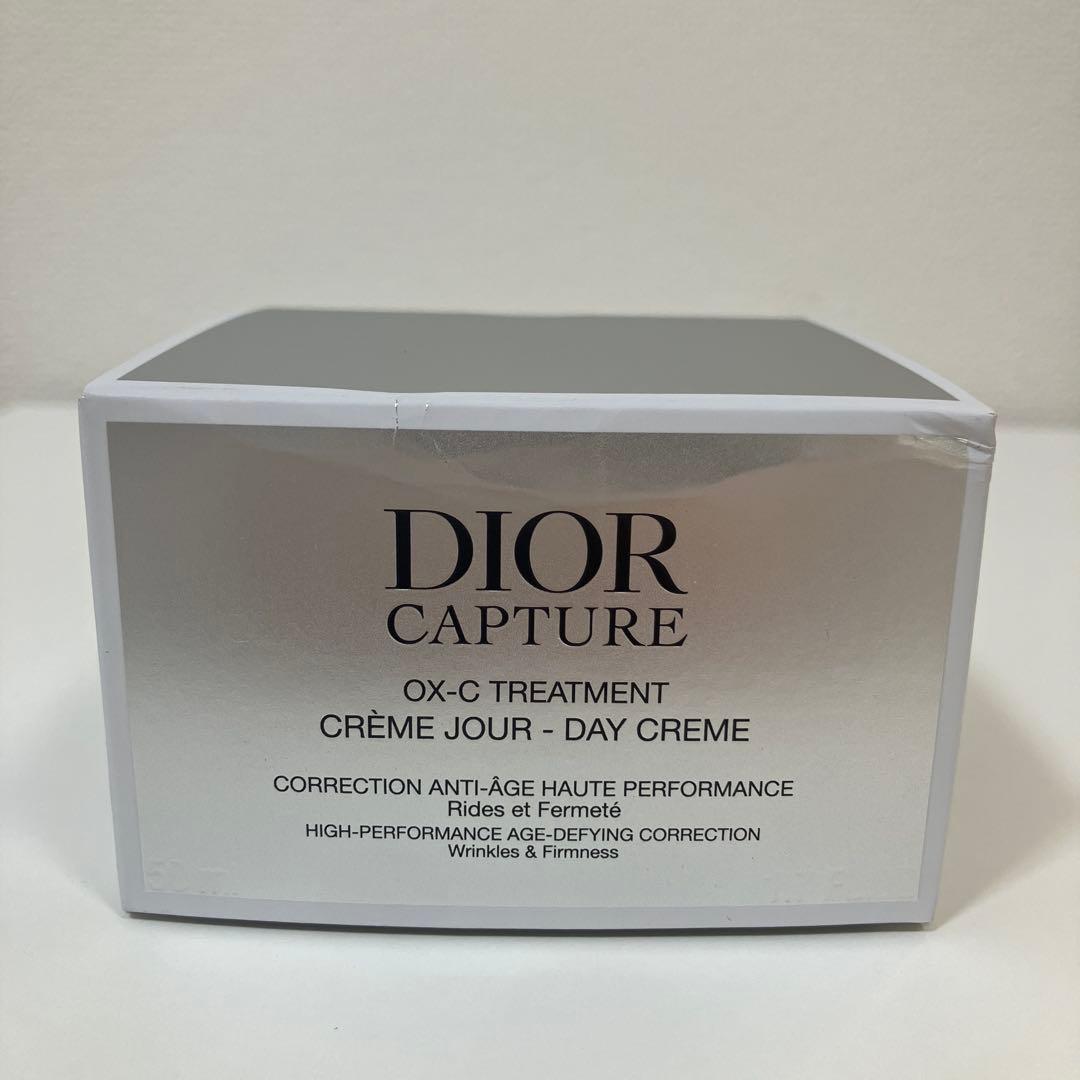 DIOR
CAPTURE
OX-C TREATMENT
CRÈME JOUR - DAY CREME
CORRECTION ANTI-ÂGE HAUTE PERFORMANCE
Rides et Fermeté
HIGH-PERFORMANCE AGE-DEFYING CORRECTION
Wrinkles & Firmness